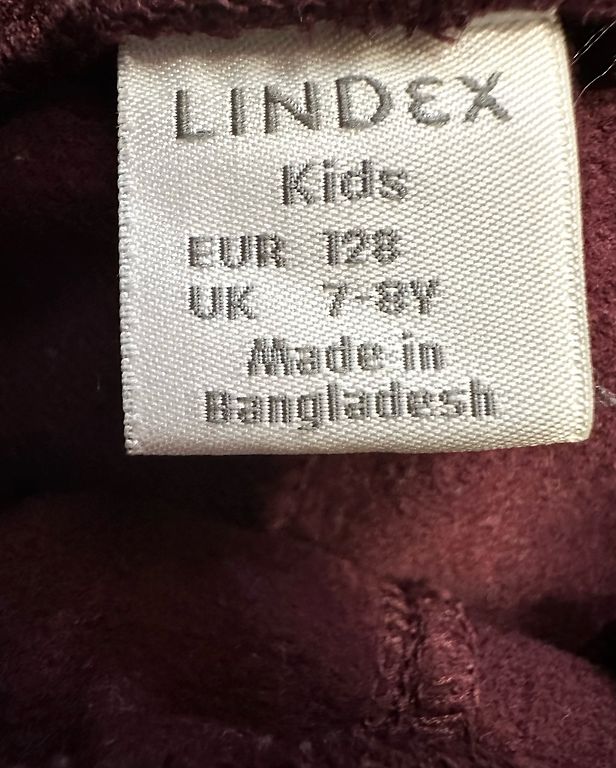 LINDEX
Kids
EUR 128
UK 7-8Y
Made in
Bangladesh